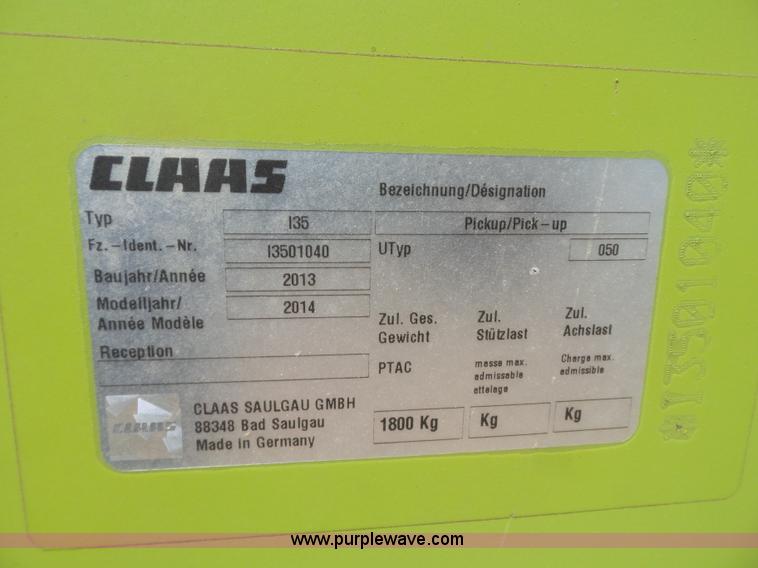 CLAAS
Bezeichnung/Désignation
Typ I35 Pickup/Pick-up
Fz.-Ident.-Nr. I3501040 UTyp 050
Baujahr/Année 2013
Modelljahr/ 2014
Année Modèle
Zul. Ges. Zul. Zul.
Gewicht Stützlast Achslast
Reception
PTAC masse max. Charge max.
admissable admissible
attelage
CLAAS
CLAAS SAULGAU GMBH
88348 Bad Saulgau
Made in Germany
1800 Kg Kg Kg
*I3501040*
www.purplewave.com